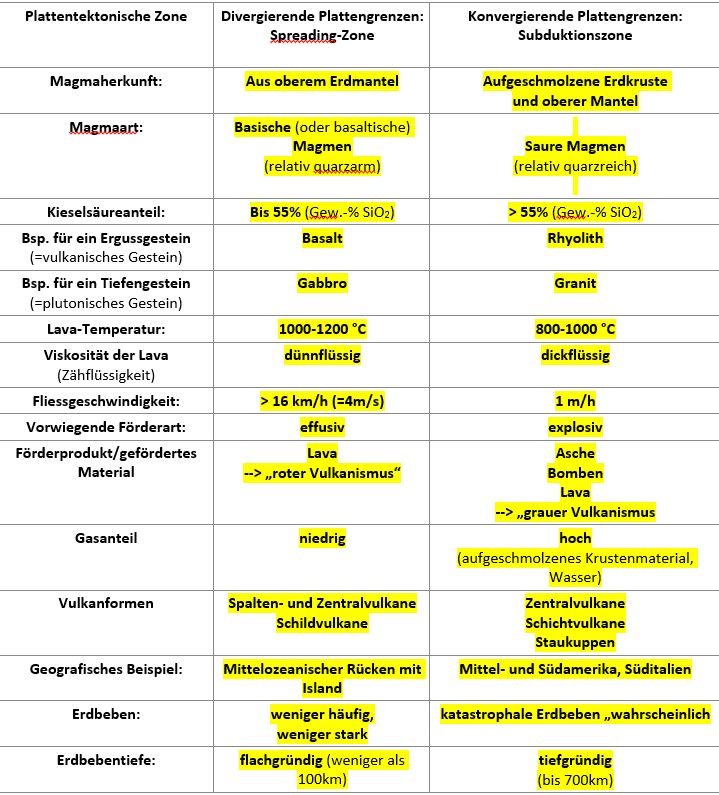 Plattentektonische Zone
Divergierende Plattengrenzen:
Spreading-Zone
Konvergierende Plattengrenzen:
Subduktionszone
Magmaherkunft:
Aus oberem Erdmantel
Aufgeschmolzene Erdkruste
und oberer Mantel
Magmaart:
Basische (oder basaltische)
Magmen
(relativ quarzarm)
Saure Magmen
(relativ quarzreich)
Kieselsäureanteil:
Bis 55% (Gew.-% SiO₂)
> 55% (Gew.-% SiO₂)
Bsp. für ein Ergussgestein
(=vulkanisches Gestein)
Basalt
Rhyolith
Bsp. für ein Tiefengestein
(=plutonisches Gestein)
Gabbro
Granit
Lava-Temperatur:
1000-1200 °C
800-1000 °C
Viskosität der Lava
(Zähflüssigkeit)
dünnflüssig
dickflüssig
Fliessgeschwindigkeit:
> 16 km/h (=4m/s)
1 m/h
Vorwiegende Förderart:
effusiv
explosiv
Förderprodukt/gefördertes
Material
Lava
--> „roter Vulkanismus“
Asche
Bomben
Lava
--> „grauer Vulkanismus
Gasanteil
niedrig
hoch
(aufgeschmolzenes Krustenmaterial,
Wasser)
Vulkanformen
Spalten- und Zentralvulkane
Schildvulkane
Zentralvulkane
Schichtvulkane
Staukuppen
Geografisches Beispiel:
Mittelozeanischer Rücken mit
Island
Mittel- und Südamerika, Süditalien
Erdbeben:
weniger häufig,
weniger stark
katastrophale Erdbeben „wahrscheinlich
Erdbebentiefe:
flachgründig (weniger als
100km)
tiefgründig
(bis 700km)